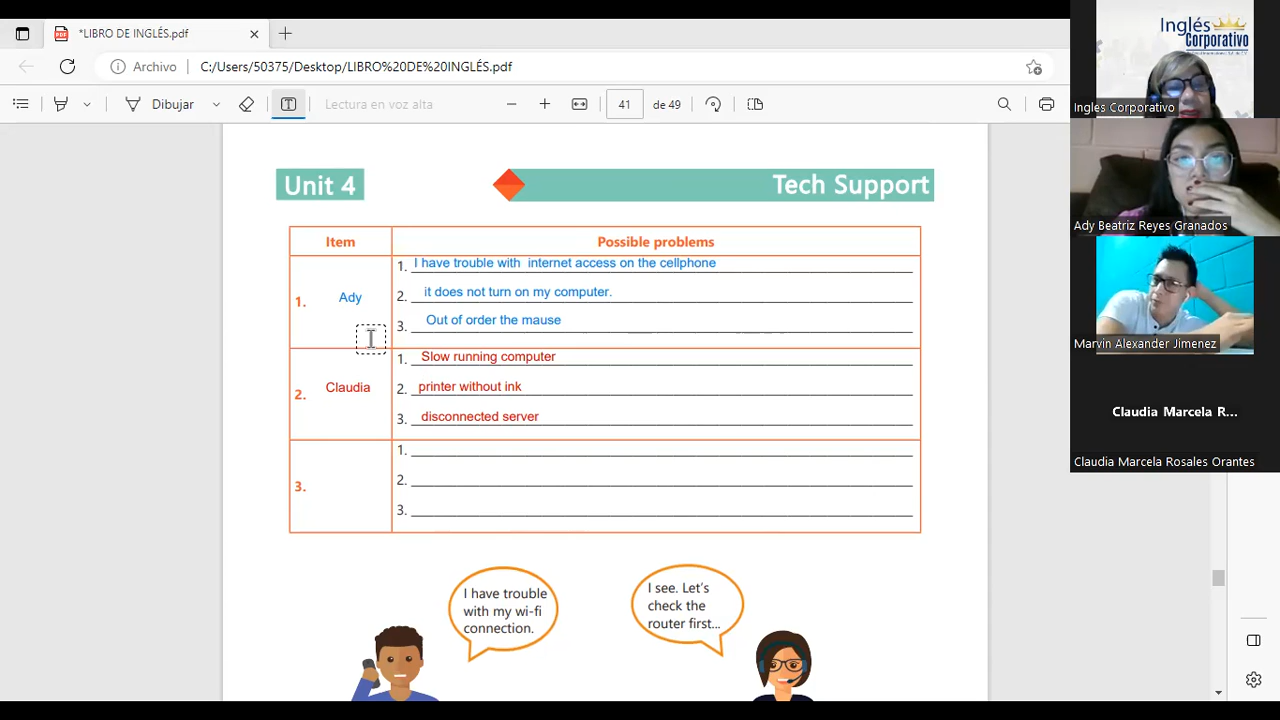 *LIBRO DE INGLÉS.pdf
Archivo C:/Users/50375/Desktop/LIBRO%20DE%20INGLÉS.pdf
Dibujar Lectura en voz alta 41 de 49
Unit 4 Tech Support
Item Possible problems
1. Ady
1. I have trouble with internet access on the cellphone
2. it does not turn on my computer.
3. Out of order the mause
2. Claudia
1. Slow running computer
2. printer without ink
3. disconnected server
3.
1.
2.
3.
I have trouble
with my wi-fi
connection.
I see. Let's
check the
router first...
Inglés
Corporativo
Ingles Corporativo
Ady Beatriz Reyes Granados
Marvin Alexander Jimenez
Claudia Marcela R...
Claudia Marcela Rosales Orantes